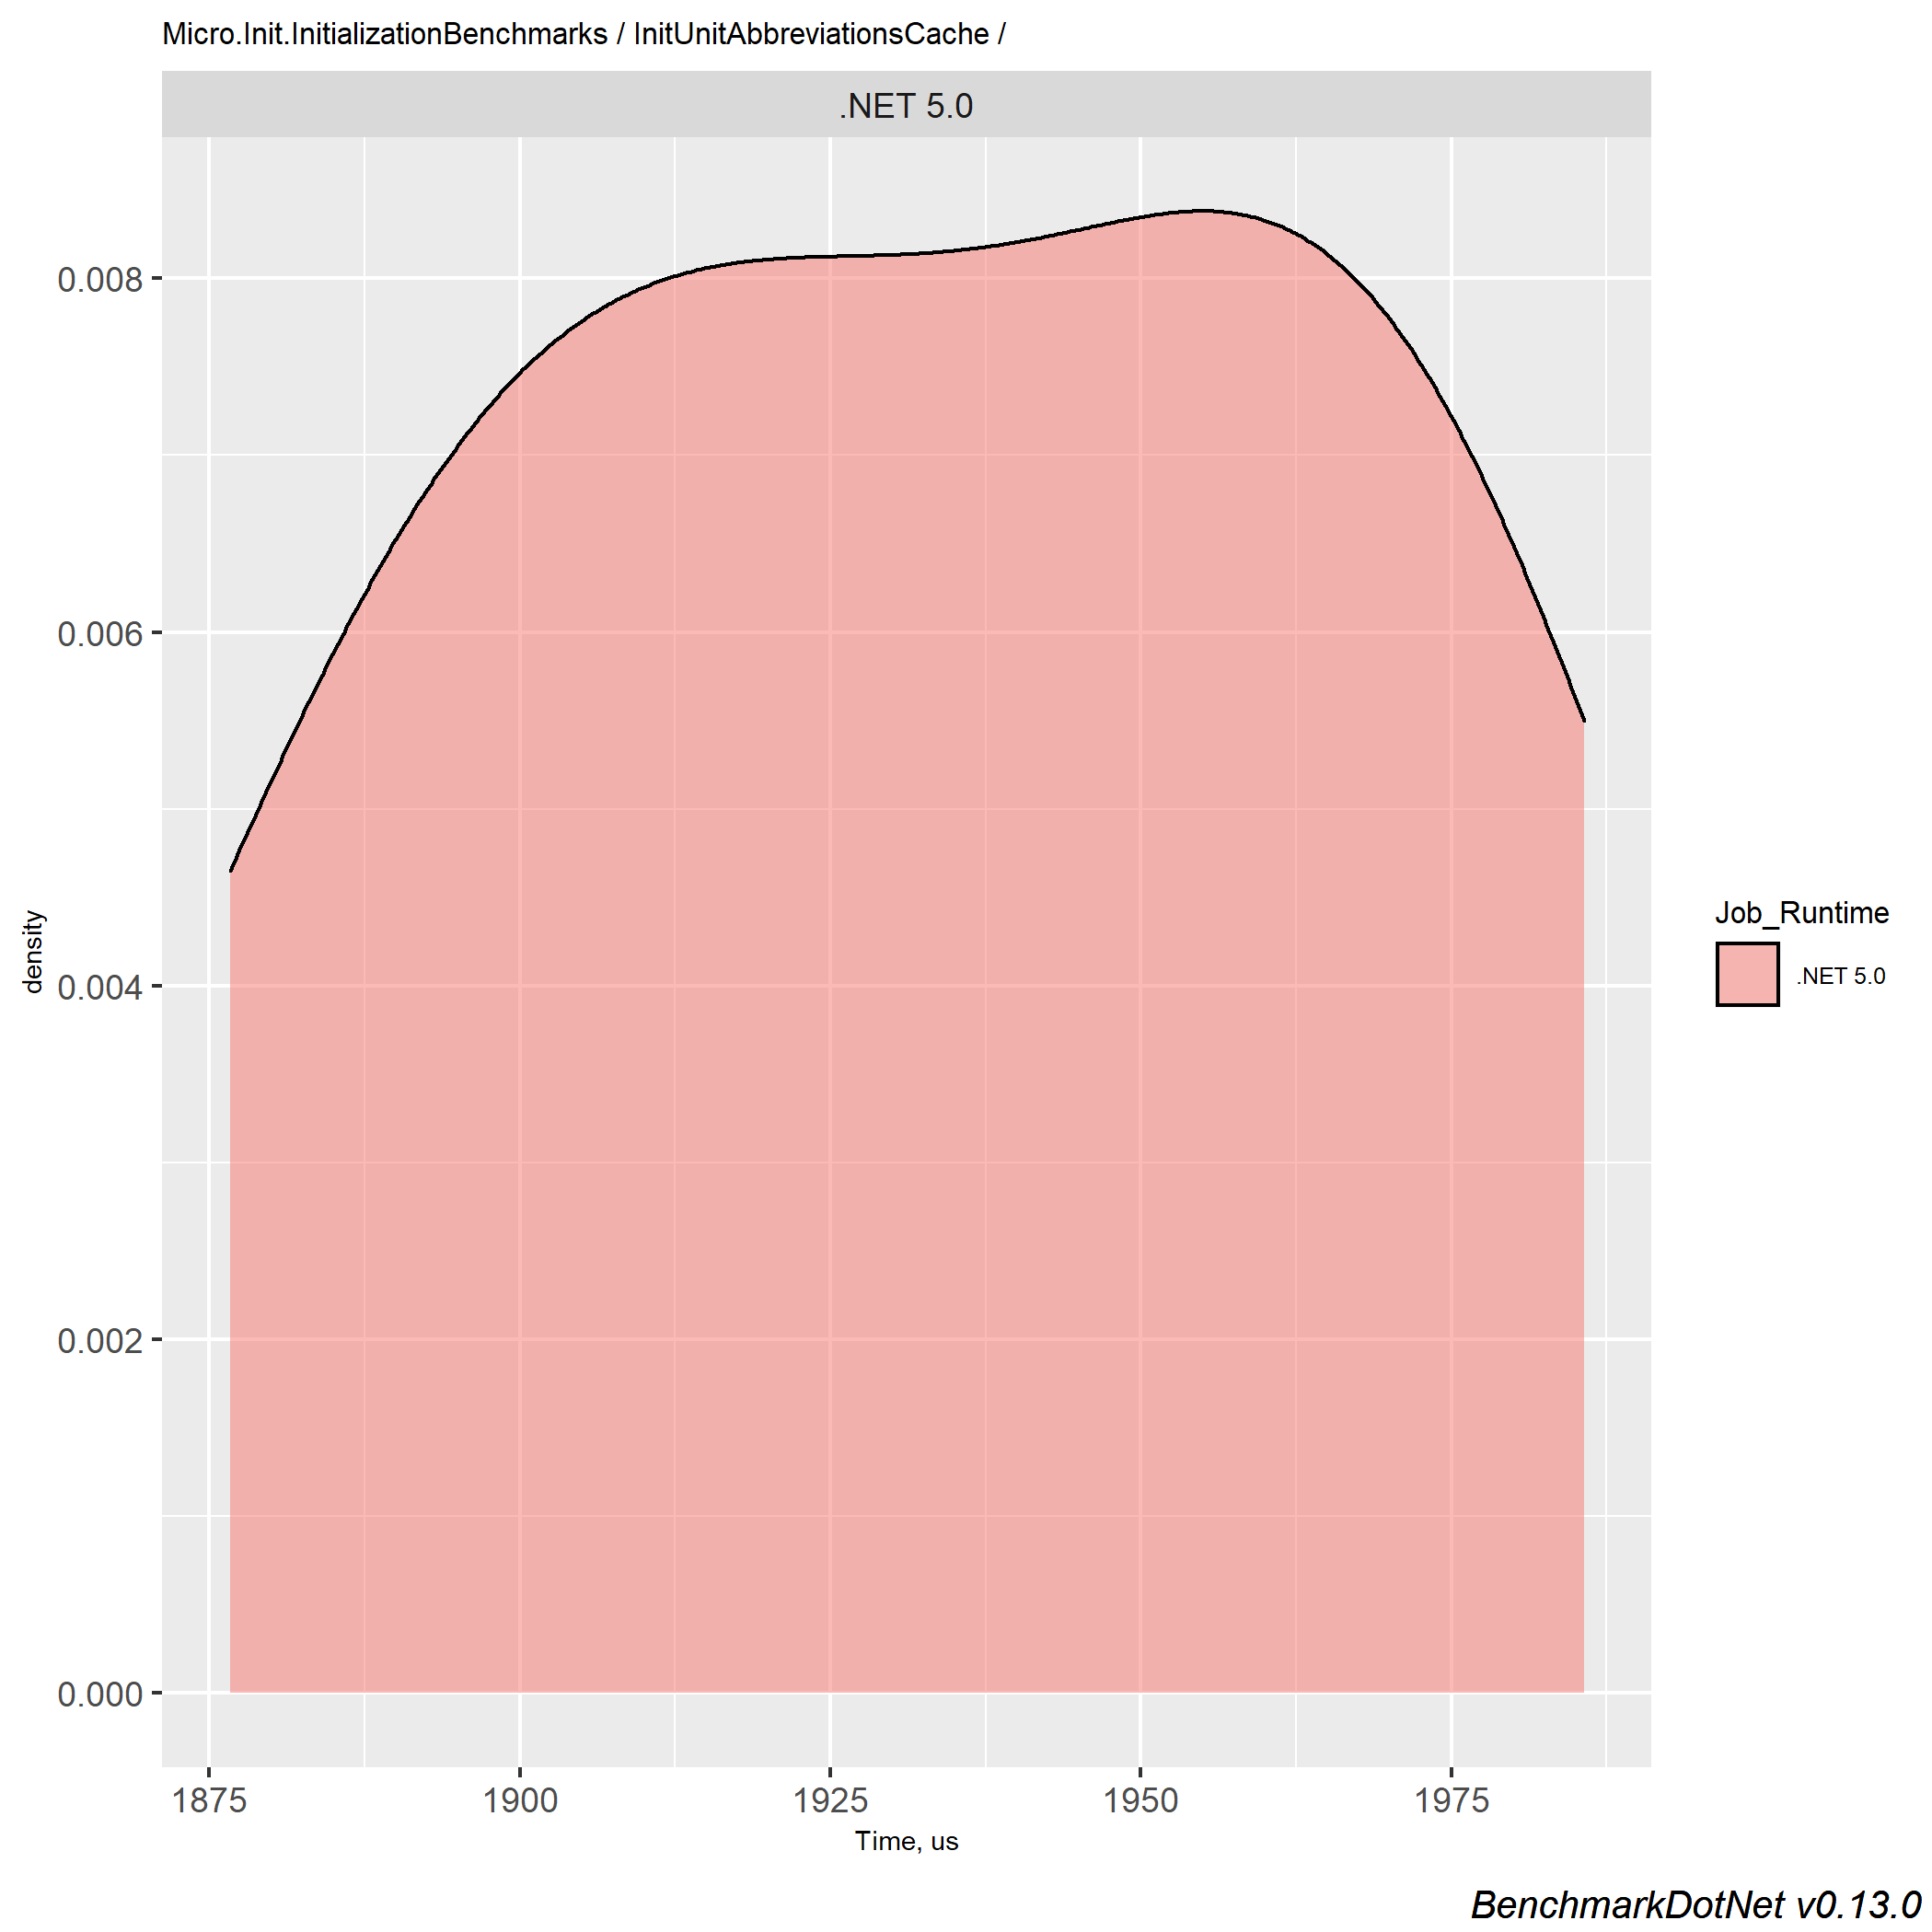 Micro.Init.InitializationBenchmarks / InitUnitAbbreviationsCache /
.NET 5.0
0.008
0.006
0.004
0.002
0.000
density
1875 1900 1925 1950 1975
Time, us
Job_Runtime
.NET 5.0
BenchmarkDotNet v0.13.0